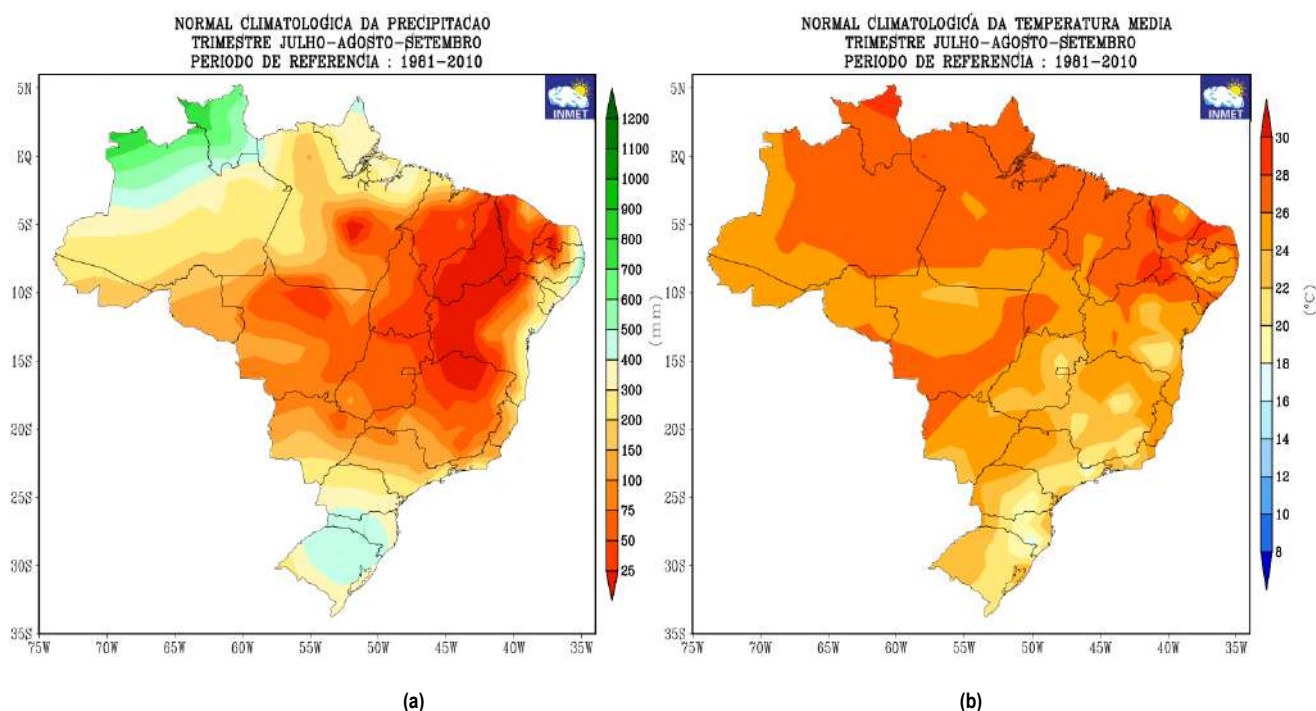 NORMAL CLIMATOLOGICA DA PRECIPITACAO
TRIMESTRE JULHO-AGOSTO-SETEMBRO
PERIODO DE REFERENCIA : 1981-2010
5N
EQ
5S
10S
15S
20S
25S
30S
35S
75W
70W
65W
60W
55W
50W
45W
40W
35W
INMET
1200
1100
1000
900
800
700
600
500
400
300
200
150
100
75
50
25
(mm)
(a)
NORMAL CLIMATOLOGICA DA TEMPERATURA MEDIA
TRIMESTRE JULHO-AGOSTO-SETEMBRO
PERIODO DE REFERENCIA : 1981-2010
5N
EQ
5S
10S
15S
20S
25S
30S
35S
75W
70W
65W
60W
55W
50W
45W
40W
35W
INMET
30
28
26
24
22
20
18
16
14
12
10
8
(ºC)
(b)